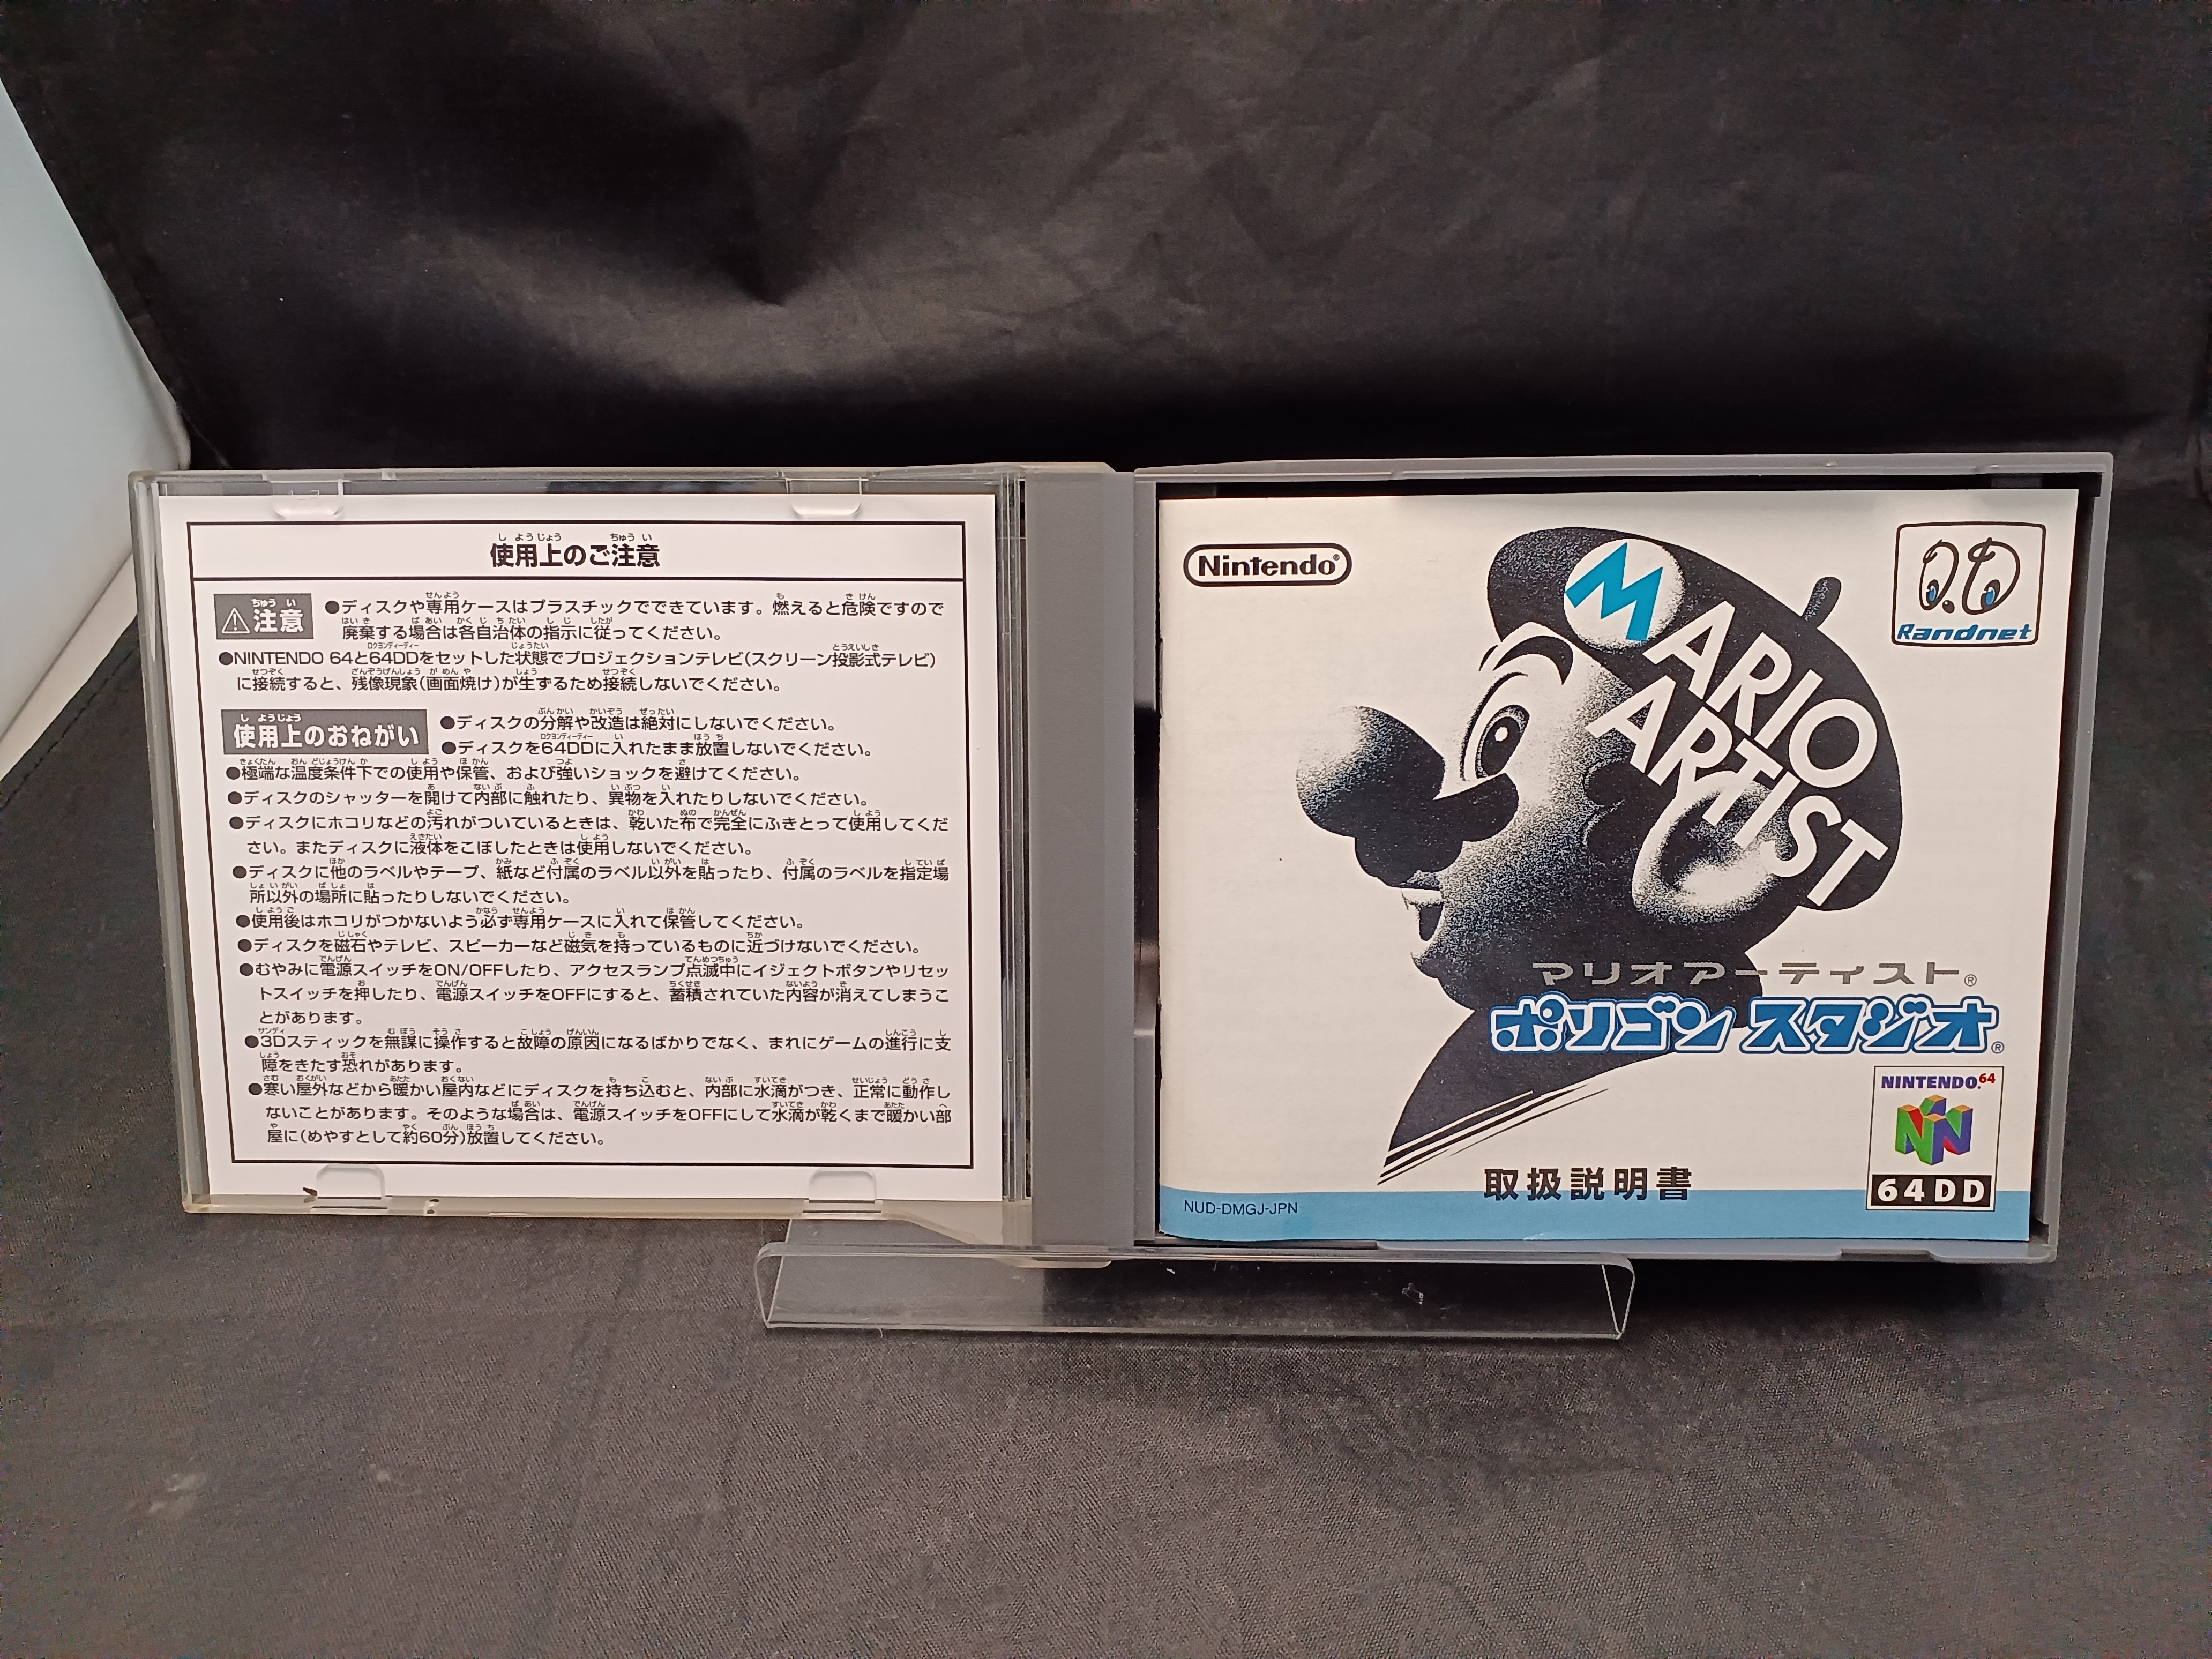 使用上のご注意
注意
●ディスクや専用ケースはプラスチックでできています。燃えると危険ですので
廃棄する場合は各自治体の指示に従ってください。
●NINTENDO 64と64DDをセットした状態でプロジェクションテレビ(スクリーン投影式テレビ)
に接続すると、残像現象(画面焼け)が生ずるため接続しないでください。
使用上のおねがい
●ディスクの分解や改造は絶対にしないでください。
●ディスクを64DDに入れたまま放置しないでください。
●極端な温度条件下での使用や保管、および強いショックを避けてください。
●ディスクのシャッターを開けて内部に触れたり、異物を入れたりしないでください。
●ディスクにホコリなどの汚れがついているときは、乾いた布で完全にふきとって使用してくだ
さい。またディスクに液体をこぼしたときは使用しないでください。
●ディスクに他のラベルやテープ、紙など付属のラベル以外を貼ったり、付属のラベルを指定場
所以外の場所に貼ったりしないでください。
●使用後はホコリがつかないよう必ず専用ケースに入れて保管してください。
●ディスクを磁石やテレビ、スピーカーなど磁気を持っているものに近づけないでください。
●むやみに電源スイッチをON/OFFしたり、アクセスランプ点滅中にイジェクトボタンやリセッ
トスイッチを押したり、電源スイッチをOFFにすると、蓄積されていた内容が消えてしまうこ
とがあります。
●3Dスティックを無謀に操作すると故障の原因になるばかりでなく、まれにゲームの進行に支
障をきたす恐れがあります。
●寒い屋外などから暖かい屋内などにディスクを持ち込むと、内部に水滴がつき、正常に動作し
ないことがあります。そのような場合は、電源スイッチをOFFにして水滴が乾くまで暖かい部
屋に(めやすとして約60分)放置してください。
Nintendo®
Randnet
MARIO
ARTIST
マリオアーティスト®
ポリゴン スタジオ®
NINTENDO64
64DD
取扱説明書
NUD-DMGJ-JPN